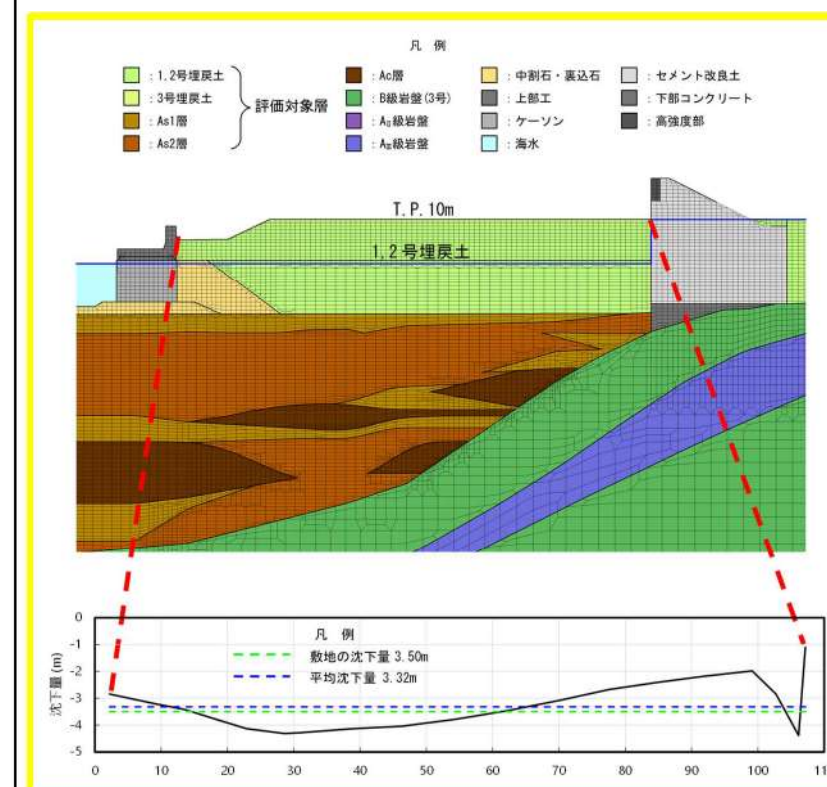 凡 例
：1,2号埋戻土
：3号埋戻土
：As1層
：As2層
評価対象層
：Ac層
：B級岩盤(3号)
：AⅡ級岩盤
：AⅢ級岩盤
：中割石・裏込石
：上部工
：ケーソン
：海水
：セメント改良土
：下部コンクリート
：高強度部
T.P.10m
1,2号埋戻土
凡 例
敷地の沈下量 3.50m
平均沈下量 3.32m
沈下量(m)
0
-1
-2
-3
-4
-5
0 10 20 30 40 50 60 70 80 90 100